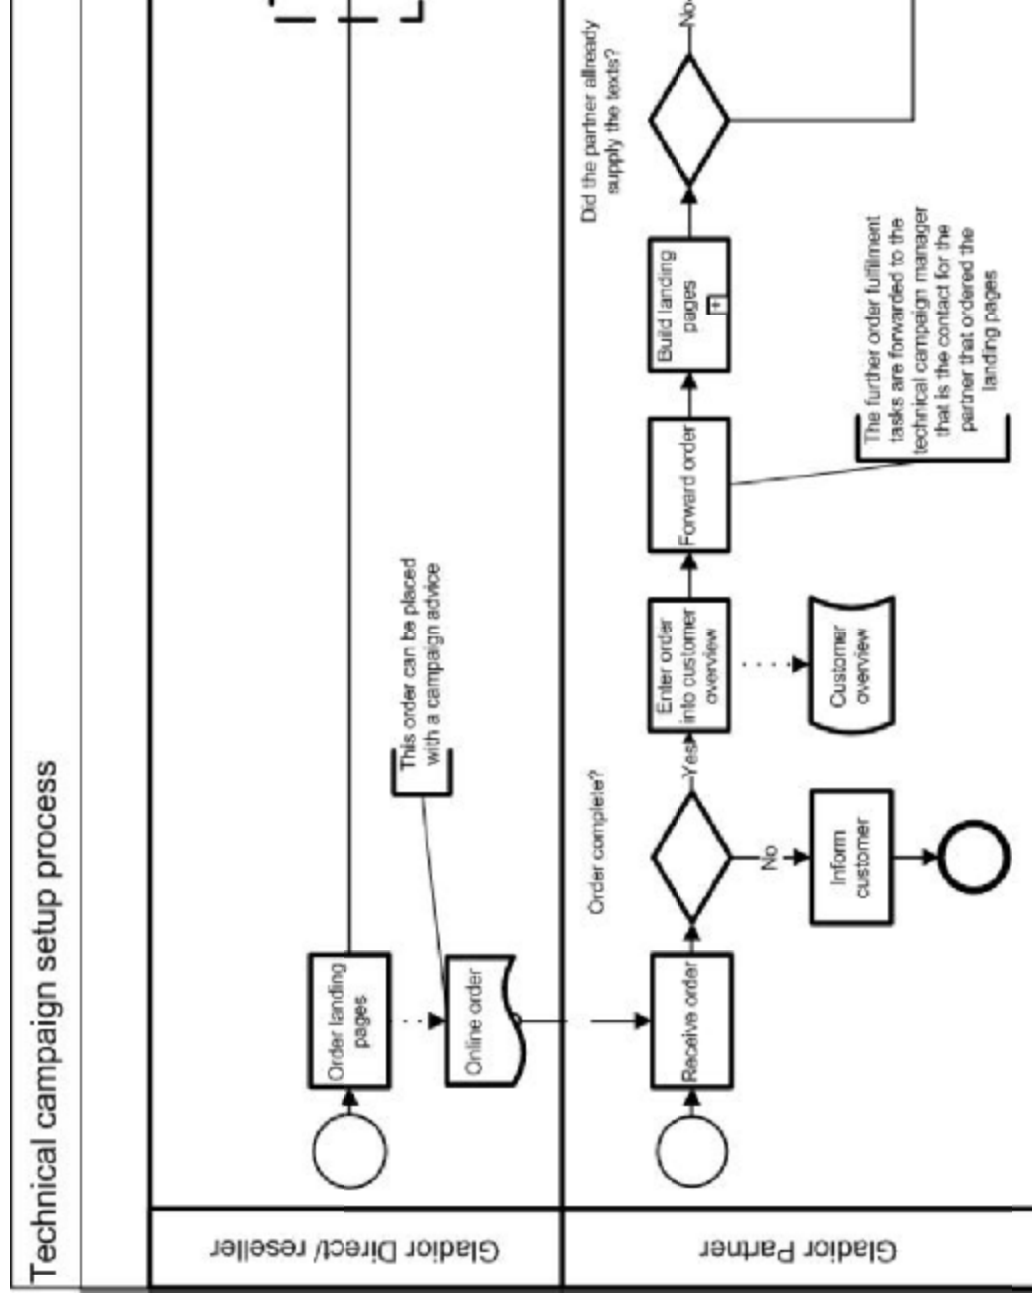 Technical campaign setup process
Gladior Direct/ reseller
Order landing
pages
Online order
This order can be placed
with a campaign advice
Gladior Partner
Receive order
Order complete?
Yes
No
Inform
customer
Enter order
into customer
overview
Customer
overview
Forward order
The further order fulfilment
tasks are forwarded to the
technical campaign manager
that is the contact for the
partner that ordered the
landing pages
Build landing
pages
+
Did the partner allready
supply the texts?
No